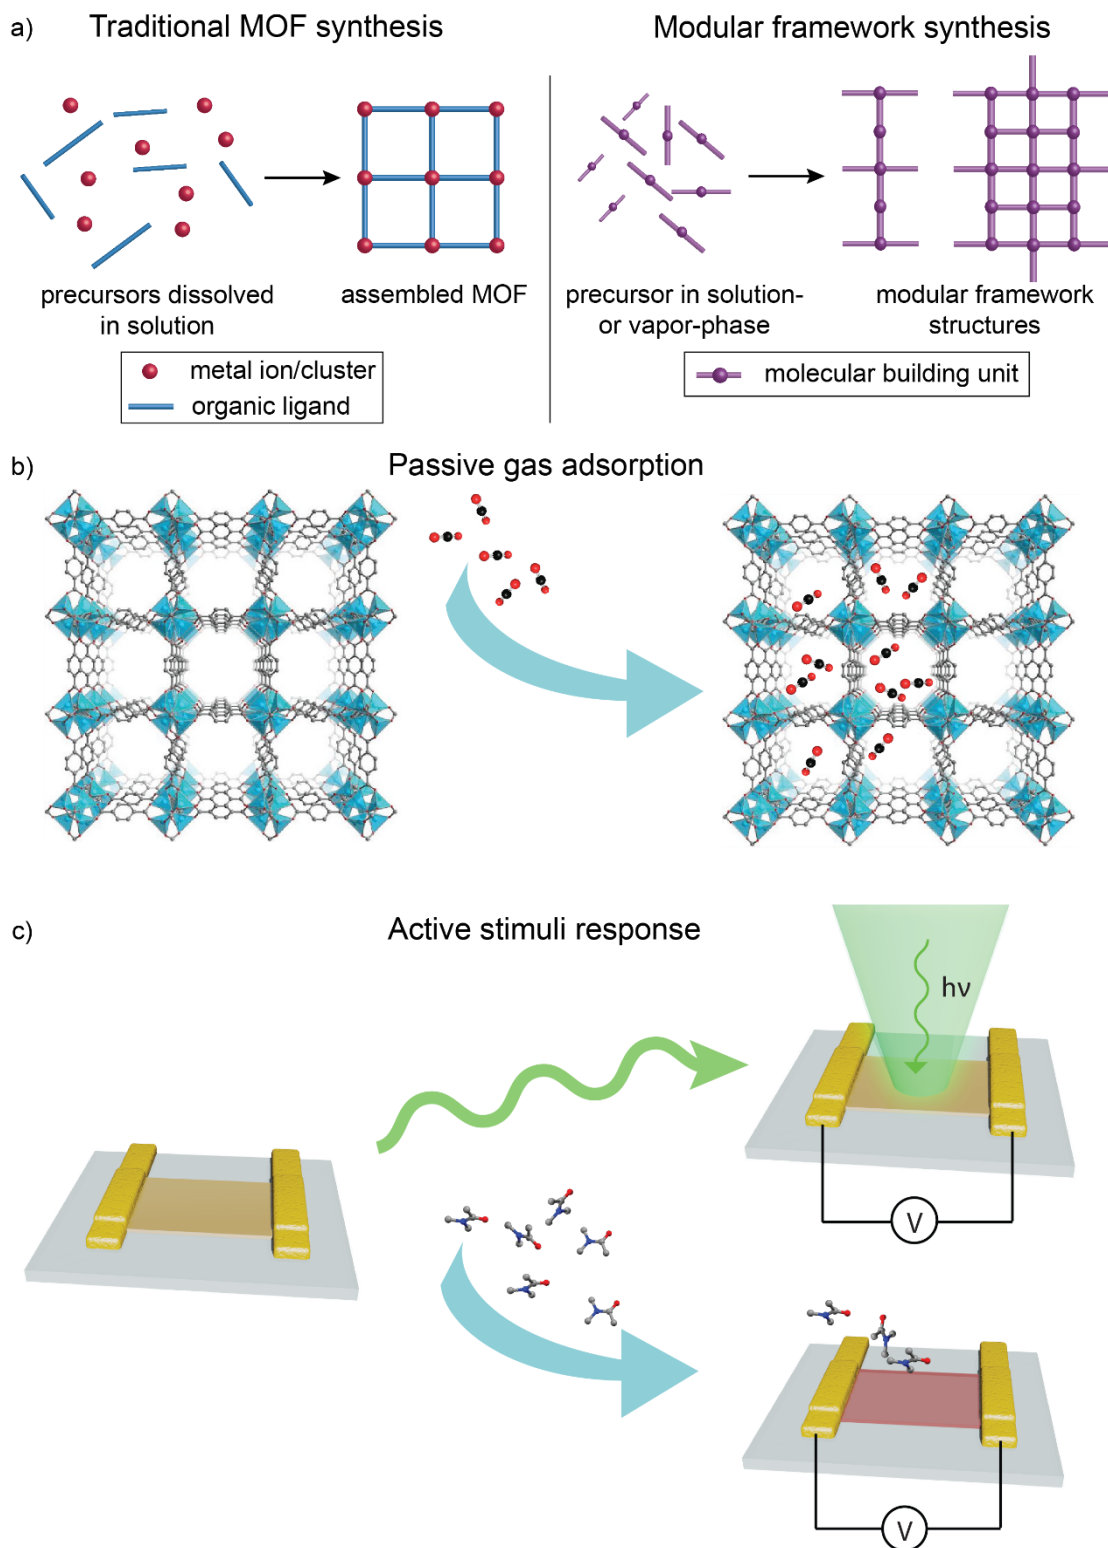 a)
Traditional MOF synthesis
precursors dissolved
in solution
assembled MOF
metal ion/cluster
organic ligand
Modular framework synthesis
precursor in solution-
or vapor-phase
modular framework
structures
molecular building unit
b)
Passive gas adsorption
c)
Active stimuli response
hν
V
V